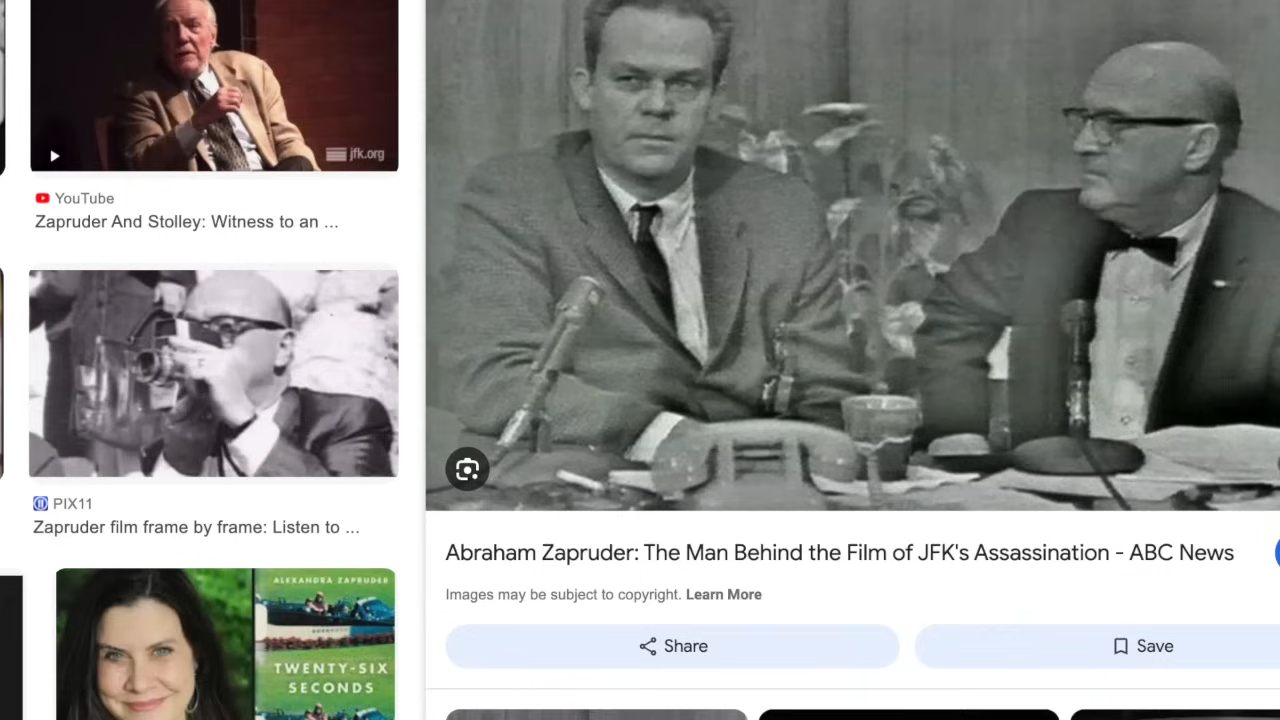 jfk.org
YouTube
Zapruder And Stolley: Witness to an ...
PIX11
Zapruder film frame by frame: Listen to ...
ALEXANDRA ZAPRUDER
TWENTY-SIX
SECONDS
Abraham Zapruder: The Man Behind the Film of JFK's Assassination - ABC News
Images may be subject to copyright. Learn More
Share
Save